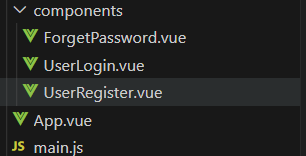 components
ForgetPassword.vue
UserLogin.vue
UserRegister.vue
App.vue
JS main.js